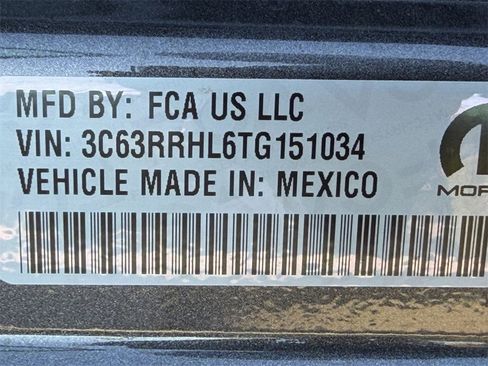 MFD BY: FCA US LLC
VIN: 3C63RRHL6TG151034
VEHICLE MADE IN: MEXICO